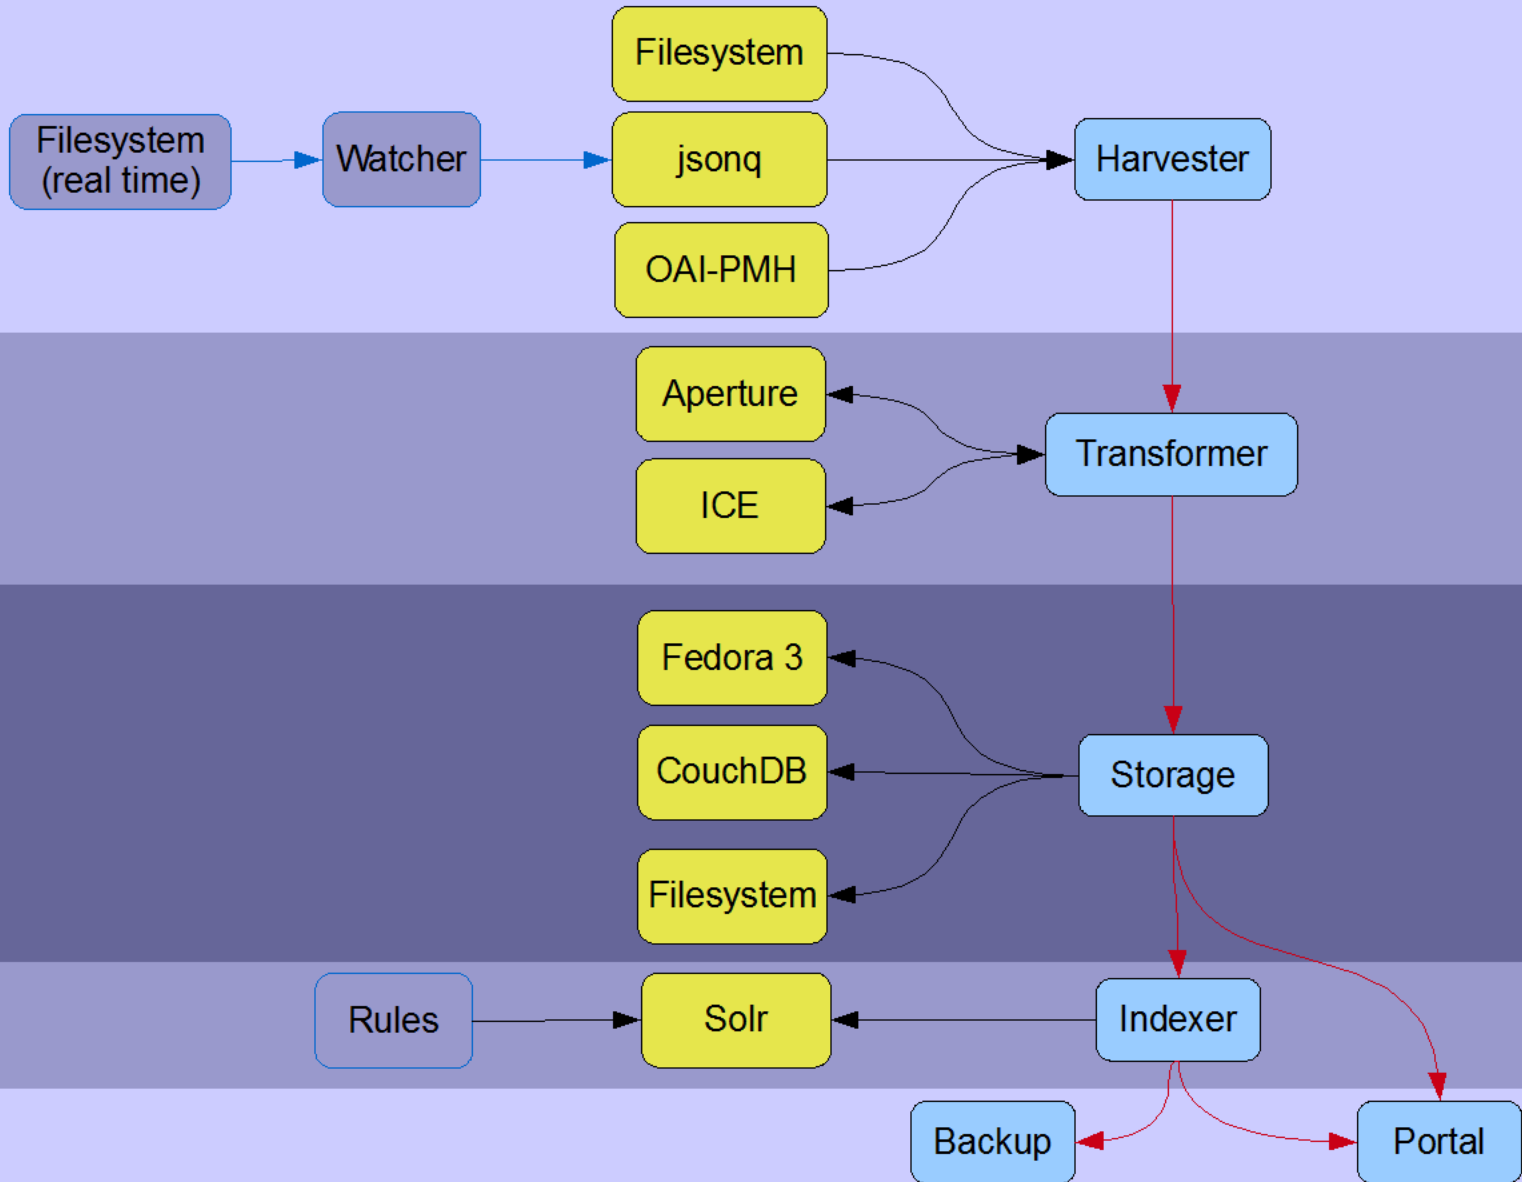 Filesystem
Filesystem
(real time)
Watcher
jsonq
Harvester
OAI-PMH
Aperture
Transformer
ICE
Fedora 3
CouchDB
Storage
Filesystem
Rules
Solr
Indexer
Backup
Portal